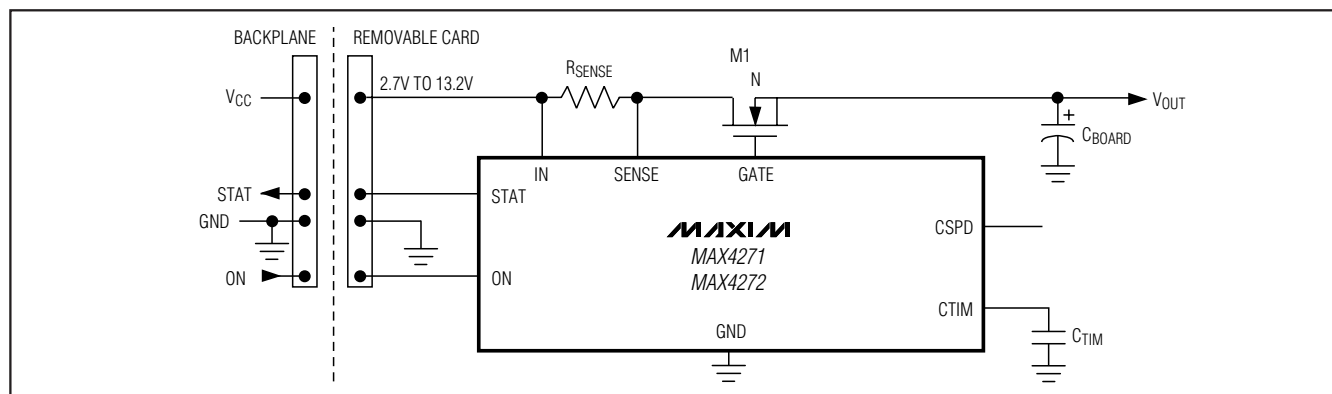 BACKPLANE
REMOVABLE CARD
VCC
2.7V TO 13.2V
RSENSE
M1
N
VOUT
+
CBOARD
IN
SENSE
GATE
STAT
STAT
GND
ON
ON
MAXIM
MAX4271
MAX4272
CSPD
CTIM
GND
CTIM